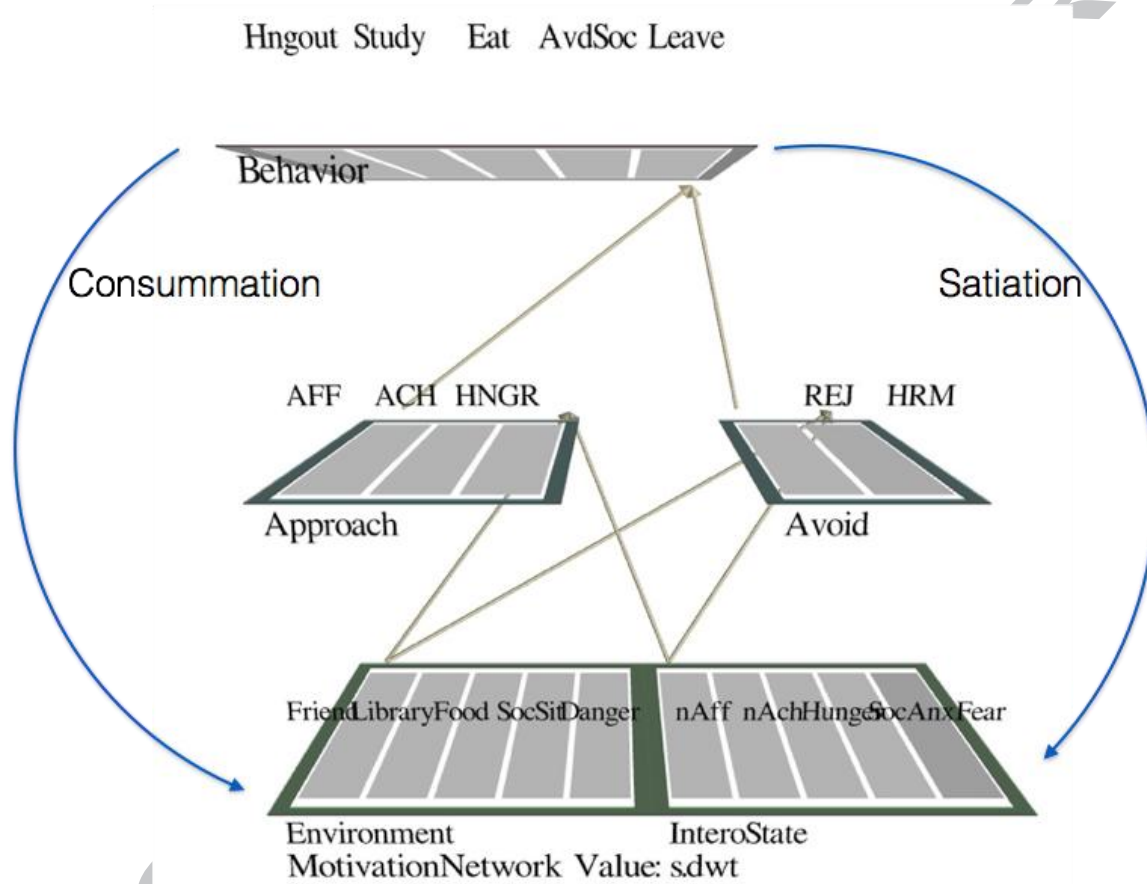 Hngout Study Eat AvdSoc Leave
Behavior
Consummation
Satiation
AFF ACH HNGR
REJ HRM
Approach
Avoid
Friend Library Food SocSit Danger
nAff nAch Hunger SocAnx Fear
Environment
InteroState
MotivationNetwork Value: s.dwt